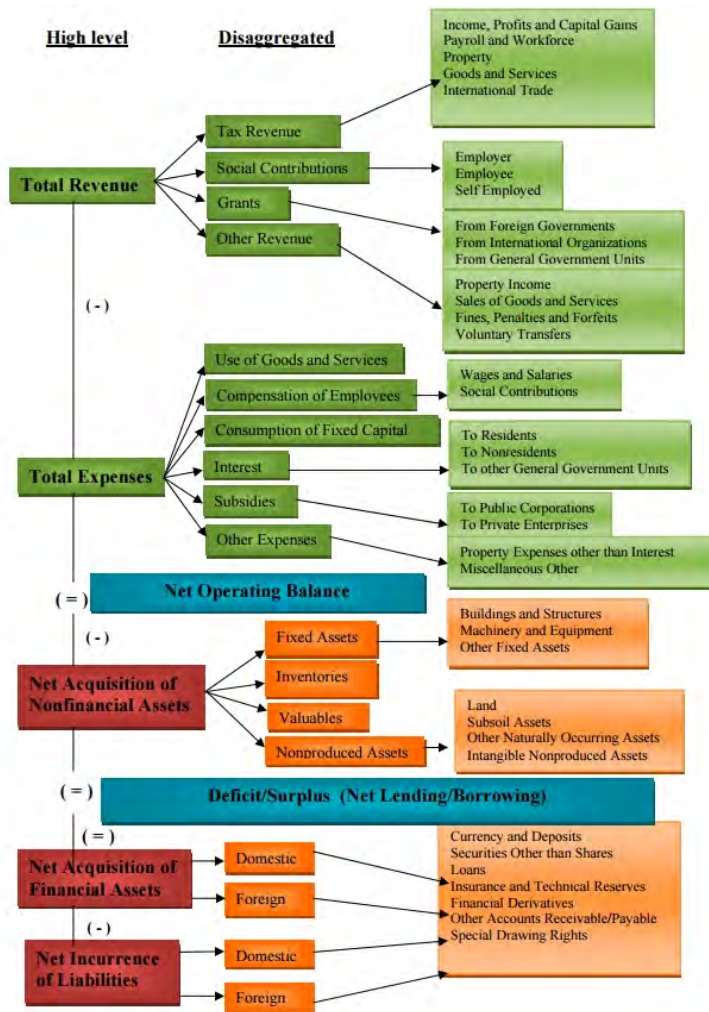 High level
Disaggregated
Income, Profits and Capital Gains
Payroll and Workforce
Property
Goods and Services
International Trade
Tax Revenue
Social Contributions
Employer
Employee
Self Employed
Total Revenue
Grants
Other Revenue
From Foreign Governments
From International Organizations
From General Government Units
Property Income
Sales of Goods and Services
Fines, Penalties and Forfeits
Voluntary Transfers
( - )
Use of Goods and Services
Compensation of Employees
Wages and Salaries
Social Contributions
Consumption of Fixed Capital
Total Expenses
Interest
To Residents
To Nonresidents
To other General Government Units
Subsidies
To Public Corporations
To Private Enterprises
Other Expenses
Property Expenses other than Interest
Miscellaneous Other
( = )
Net Operating Balance
( - )
Fixed Assets
Buildings and Structures
Machinery and Equipment
Other Fixed Assets
Net Acquisition of
Nonfinancial Assets
Inventories
Valuables
Nonproduced Assets
Land
Subsoil Assets
Other Naturally Occurring Assets
Intangible Nonproduced Assets
( = )
Deficit/Surplus (Net Lending/Borrowing)
( = )
Net Acquisition of
Financial Assets
Domestic
Foreign
Currency and Deposits
Securities Other than Shares
Loans
Insurance and Technical Reserves
Financial Derivatives
Other Accounts Receivable/Payable
Special Drawing Rights
( - )
Net Incurrence
of Liabilities
Domestic
Foreign